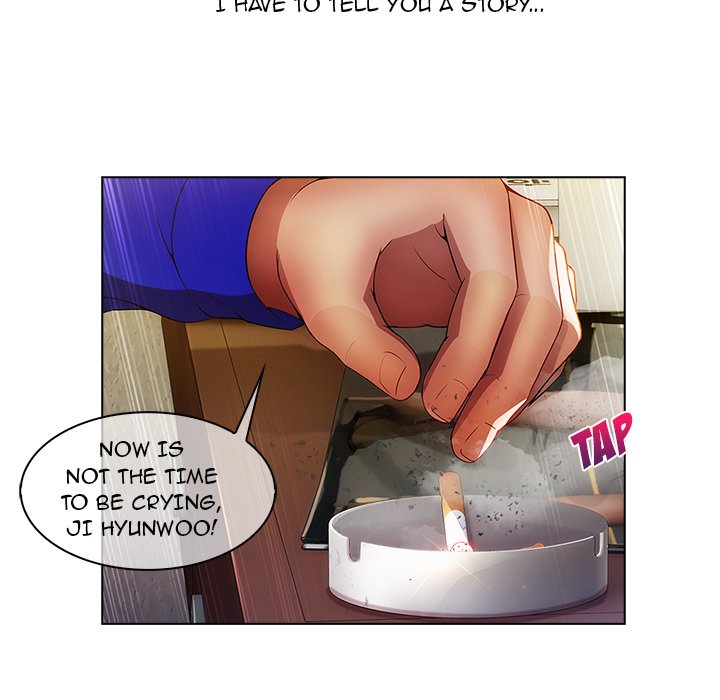 I HAVE TO TELL YOU A STORY...
NOW IS
NOT THE TIME
TO BE CRYING,
JI HYUNWOO!
TAP